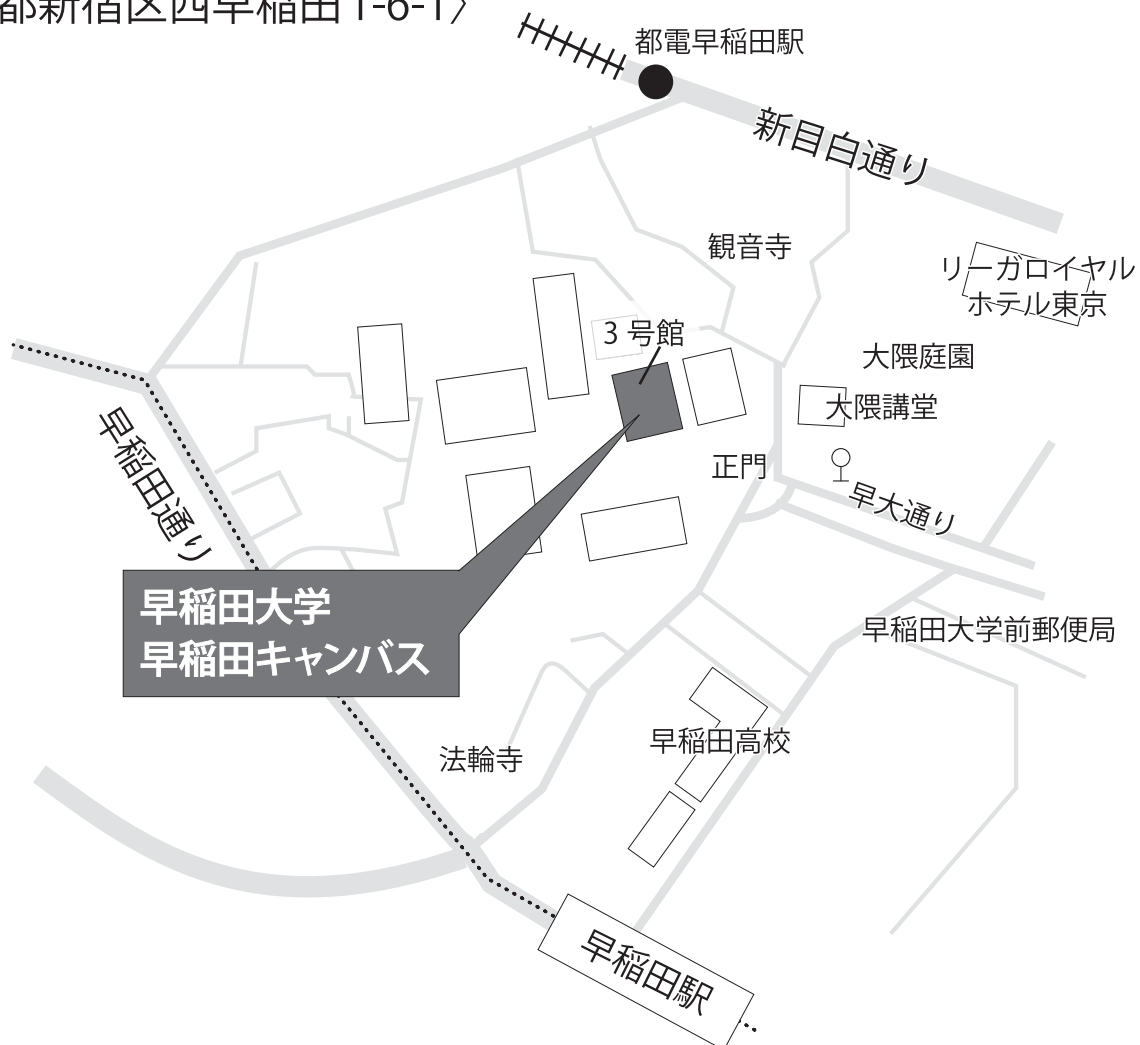 都新宿区西早稲田1-6-1〉
都電早稲田駅
新目白通り
観音寺
リーガロイヤル
ホテル東京
3 号館
大隈庭園
大隈講堂
正門
早大通り
早稲田通り
早稲田大学
早稲田キャンバス
早稲田大学前郵便局
早稲田高校
法輪寺
早稲田駅